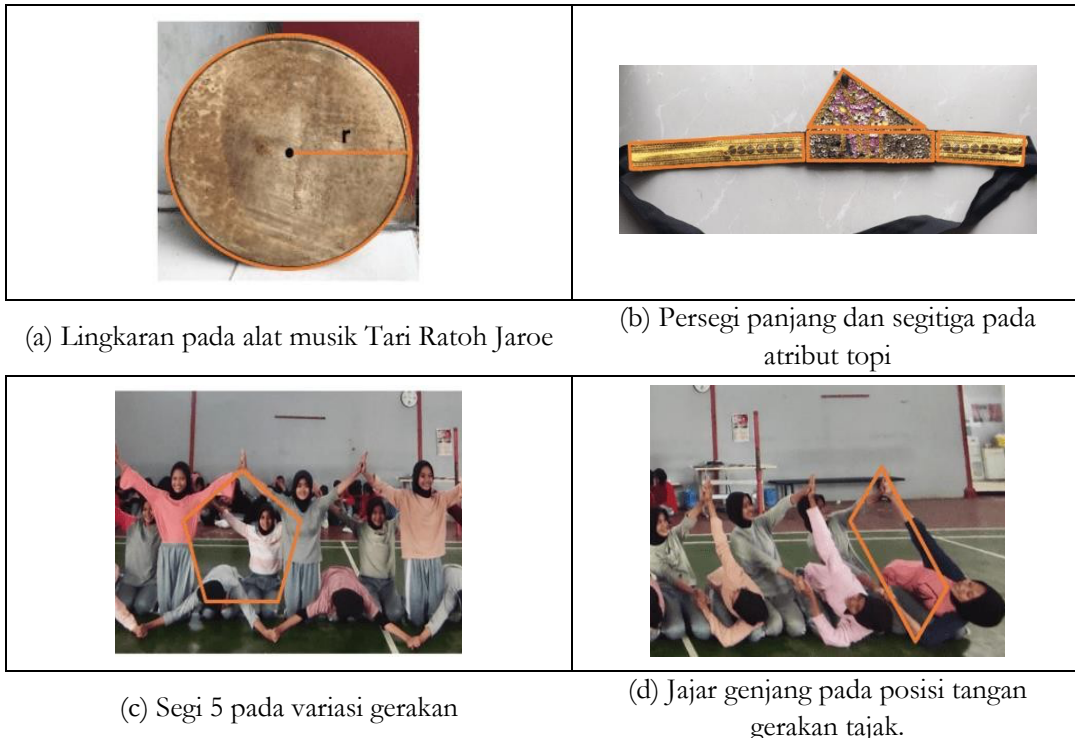 r
(a) Lingkaran pada alat musik Tari Ratoh Jaroe
(b) Persegi panjang dan segitiga pada
atribut topi
(c) Segi 5 pada variasi gerakan
(d) Jajar genjang pada posisi tangan
gerakan tajak.